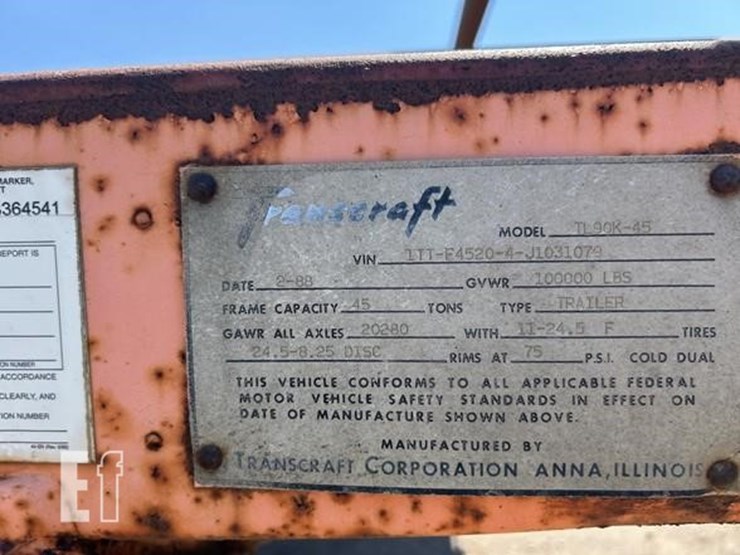 MARKER,
364541
REPORT IS
ION NUMBER
ACCORDANCE
CLEARLY, AND
TION NUMBER
Transcraft
MODEL TL90K-45
VIN 1TT-E4520-4-J1031079
DATE 2-88 GVWR 100000 LBS
FRAME CAPACITY 45 TONS TYPE TRAILER
GAWR ALL AXLES 20280 WITH 11-24.5 F TIRES
24.5-8.25 DISC RIMS AT 75 P.S.I. COLD DUAL
THIS VEHICLE CONFORMS TO ALL APPLICABLE FEDERAL
MOTOR VEHICLE SAFETY STANDARDS IN EFFECT ON
DATE OF MANUFACTURE SHOWN ABOVE.
MANUFACTURED BY
TRANSCRAFT CORPORATION ANNA, ILLINOIS
Ef